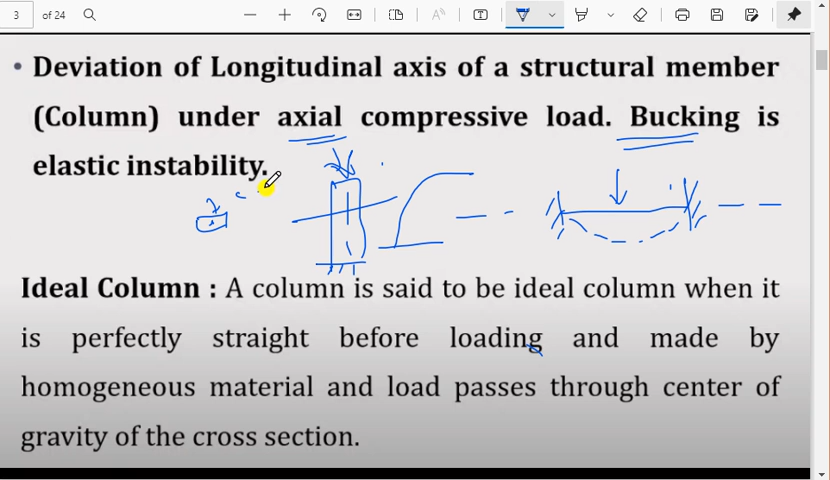 3 of 24
• Deviation of Longitudinal axis of a structural member
(Column) under axial compressive load. Bucking is
elastic instability.
Ideal Column : A column is said to be ideal column when it
is perfectly straight before loading and made by
homogeneous material and load passes through center of
gravity of the cross section.